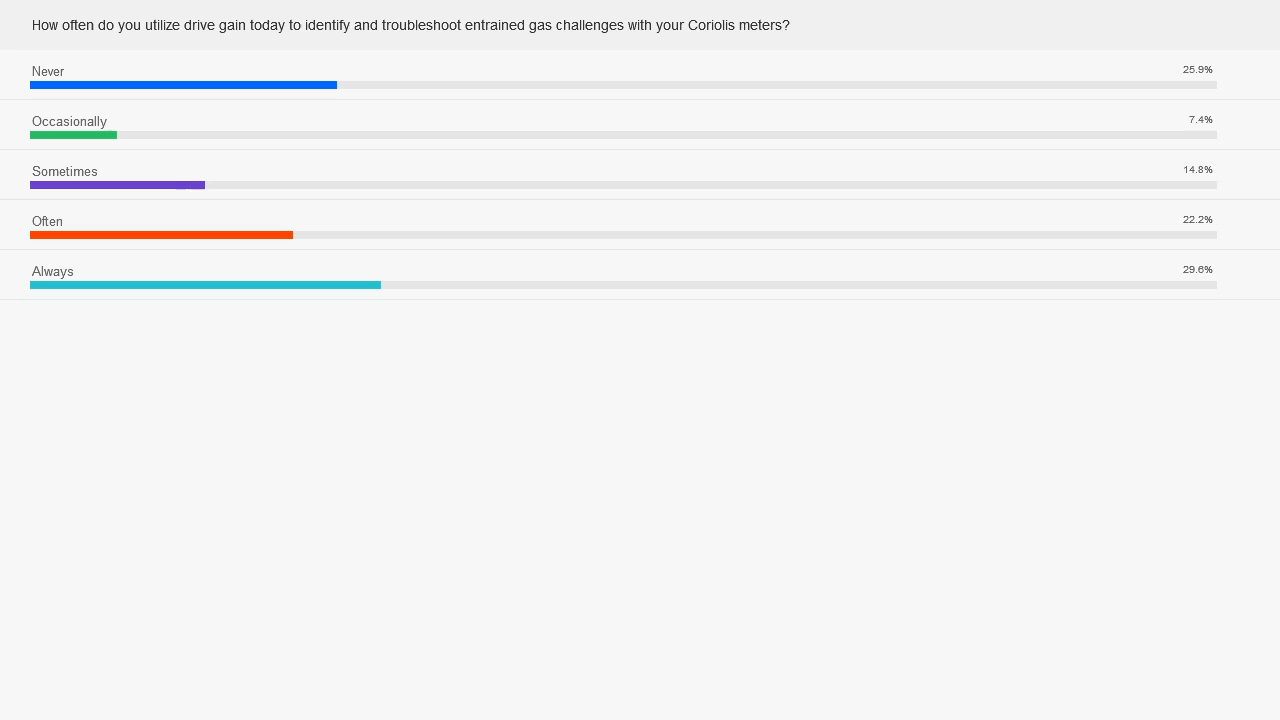 How often do you utilize drive gain today to identify and troubleshoot entrained gas challenges with your Coriolis meters?
Never
25.9%
Occasionally
7.4%
Sometimes
14.8%
Often
22.2%
Always
29.6%